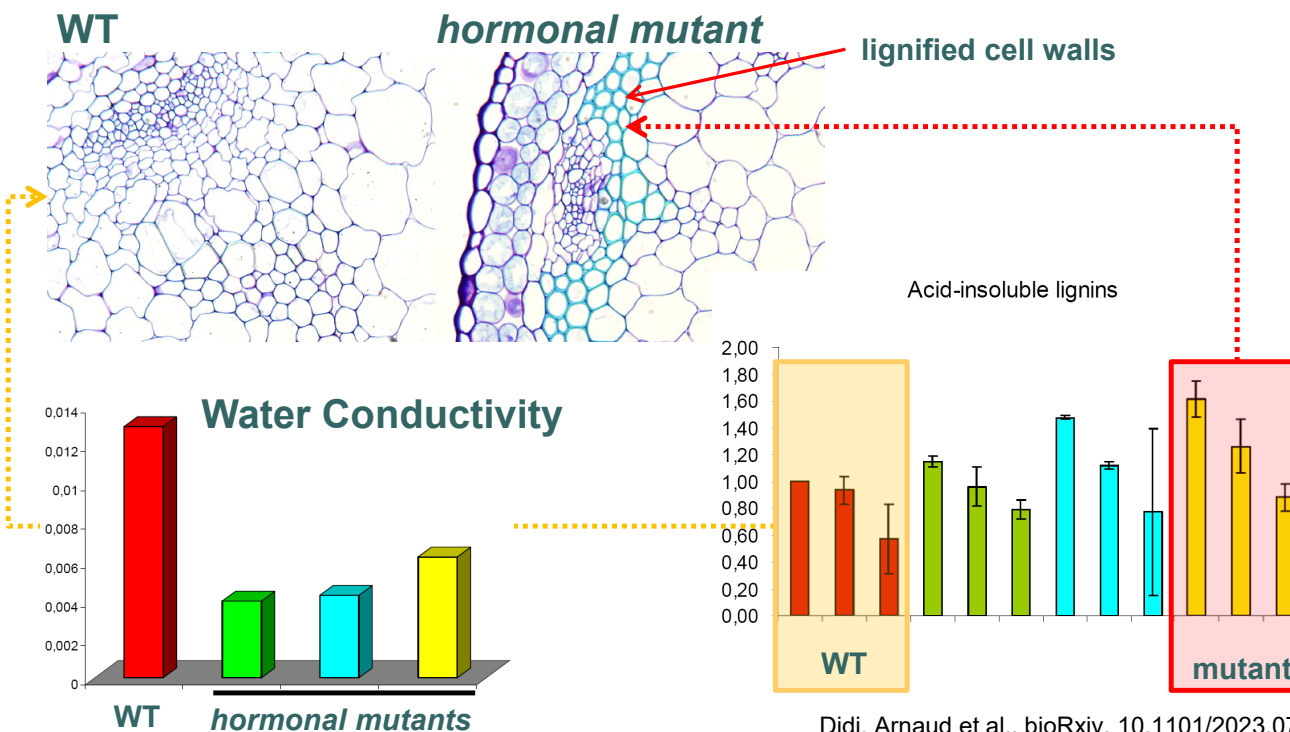 WT
hormonal mutant
lignified cell walls
Acid-insoluble lignins
2,00
1,80
1,60
1,40
1,20
1,00
0,80
0,60
0,40
0,20
0,00
WT
mutant
Water Conductivity
0,014
0,012
0,01
0,008
0,006
0,004
0,002
0
WT
hormonal mutants
Didi, Arnaud et al., bioRxiv, 10.1101/2023.07